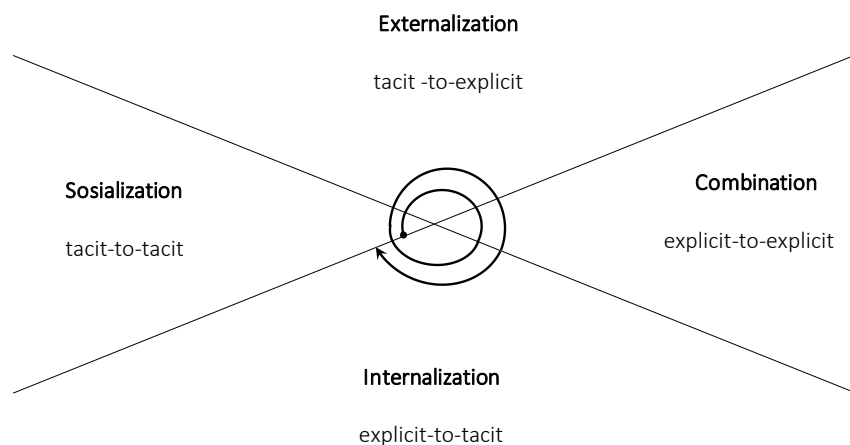 Externalization
tacit -to-explicit
Sosialization
tacit-to-tacit
Combination
explicit-to-explicit
Internalization
explicit-to-tacit